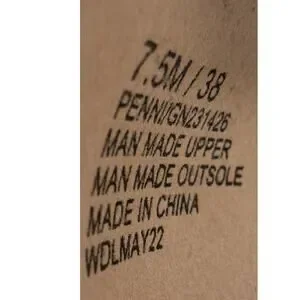 7.5M / 38
PENNI/GN231426
MAN MADE UPPER
MAN MADE OUTSOLE
MADE IN CHINA
WDLMAY22